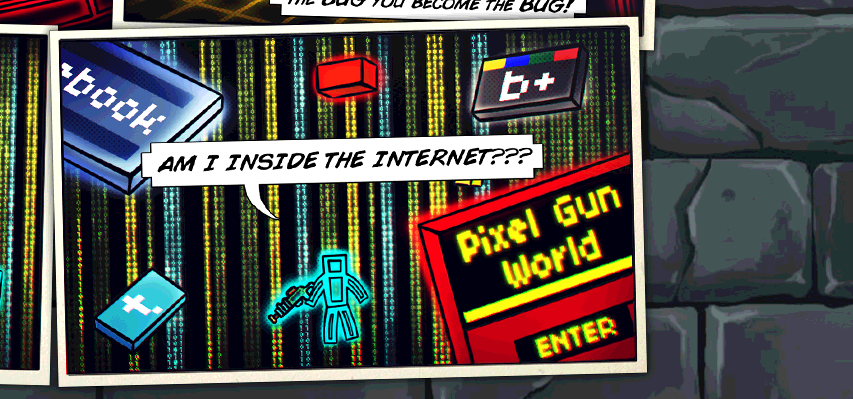 THE BUG YOU BECOME THE BUG!
book
b+
AM I INSIDE THE INTERNET???
Pixel Gun
World
t.
ENTER